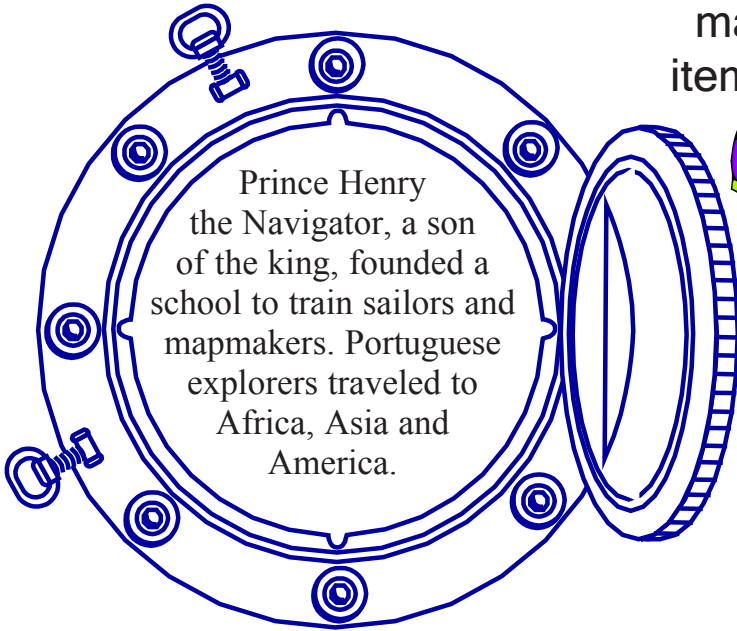 ma
item
Prince Henry
the Navigator, a son
of the king, founded a
school to train sailors and
mapmakers. Portuguese
explorers traveled to
Africa, Asia and
America.